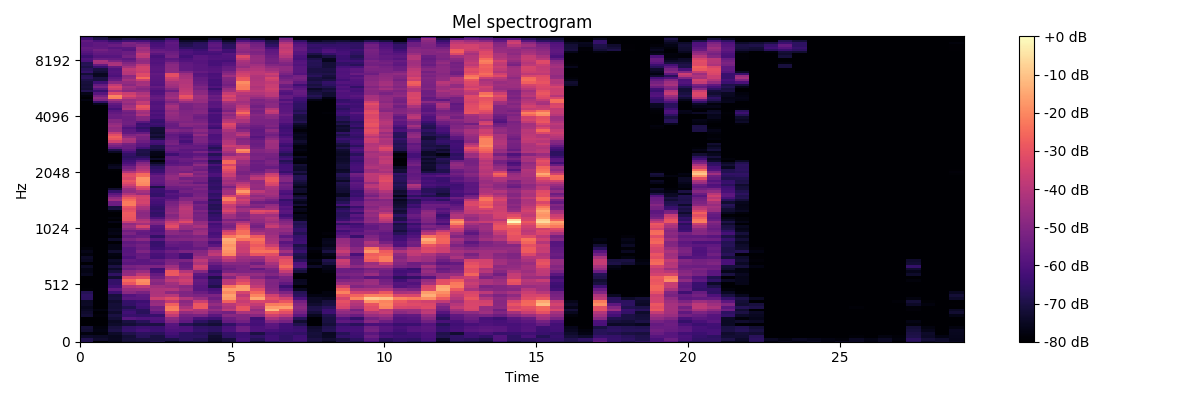 Mel spectrogram
8192
4096
2048
1024
512
0
Hz
0 5 10 15 20 25
Time
+0 dB
-10 dB
-20 dB
-30 dB
-40 dB
-50 dB
-60 dB
-70 dB
-80 dB